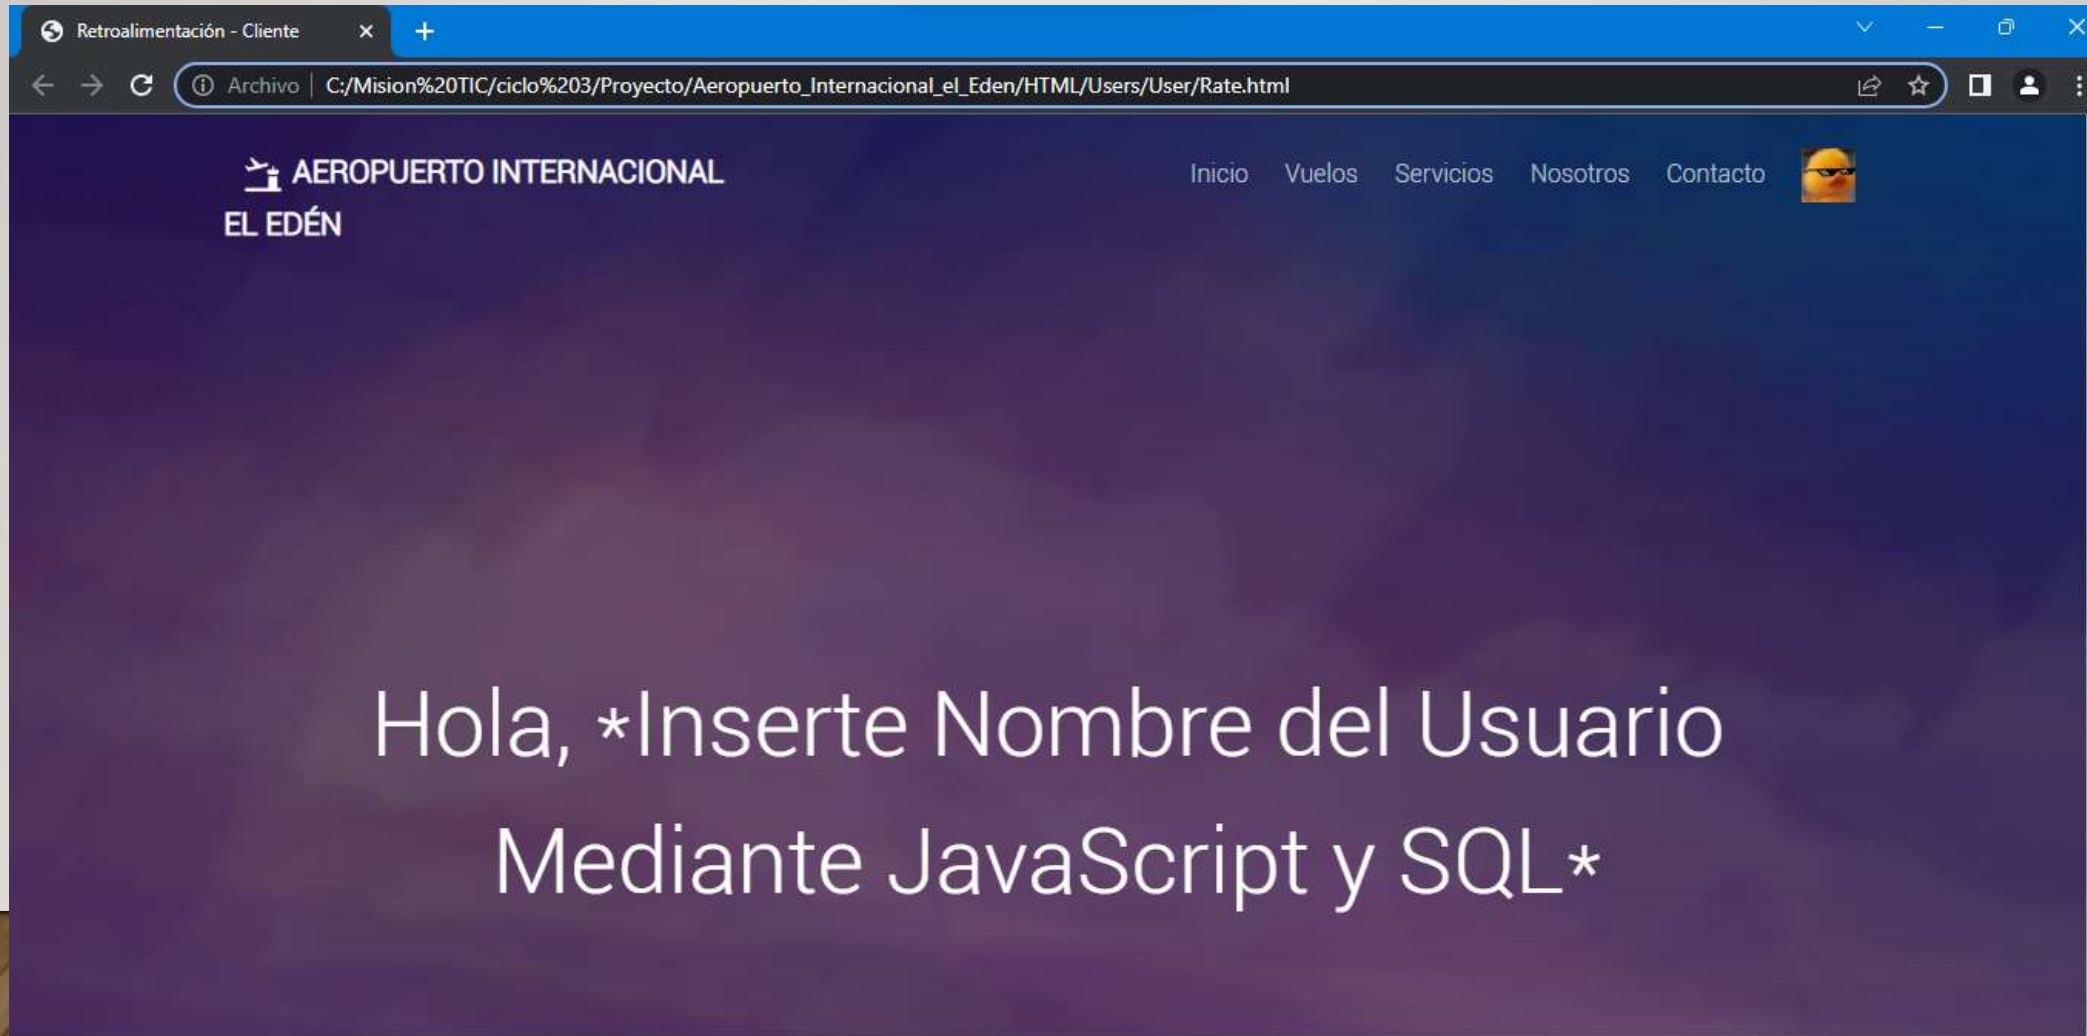 Retroalimentación - Cliente
Archivo | C:/Mision%20TIC/ciclo%203/Proyecto/Aeropuerto_Internacional_el_Eden/HTML/Users/User/Rate.html
AEROPUERTO INTERNACIONAL
EL EDÉN
Inicio Vuelos Servicios Nosotros Contacto
Hola, *Inserte Nombre del Usuario
Mediante JavaScript y SQL*